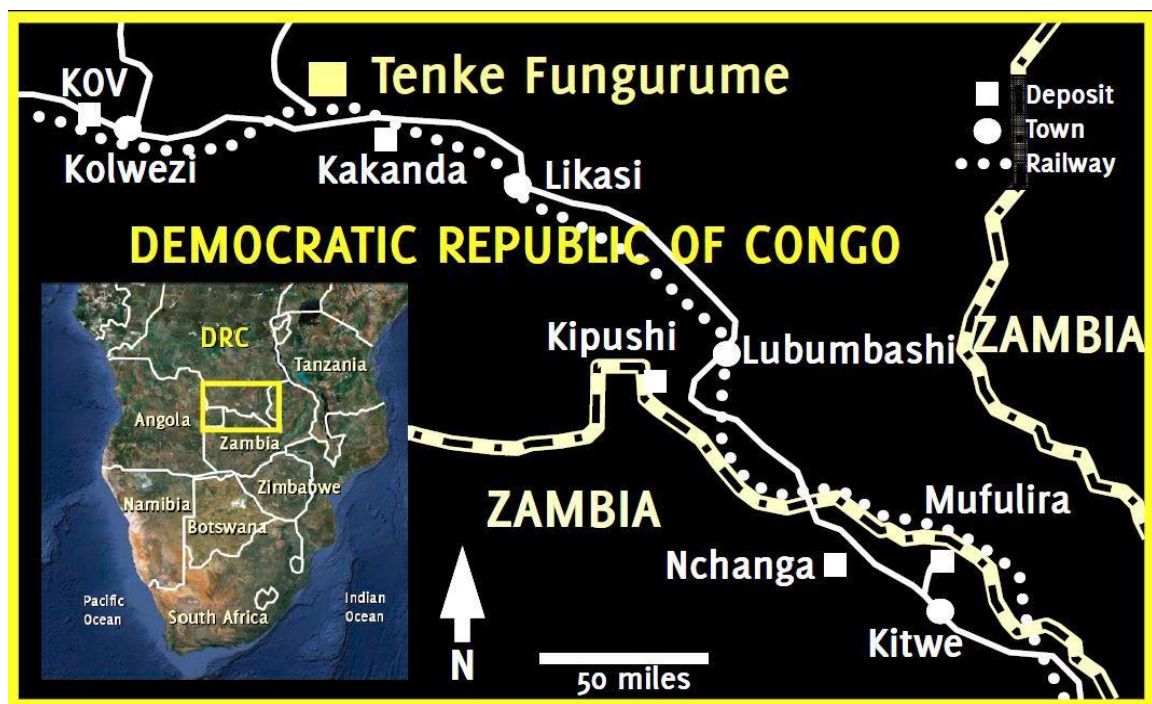 KOV
Tenke Fungurume
Deposit
Town
Railway
Kolwezi
Kakanda
Likasi
DEMOCRATIC REPUBLIC OF CONGO
DRC
Tanzania
Angola
Zambia
Namibia
Zimbabwe
Botswana
South Africa
Pacific
Ocean
Indian
Ocean
Kipushi
Lubumbashi
ZAMBIA
ZAMBIA
Mufulira
Nchanga
Kitwe
N
50 miles